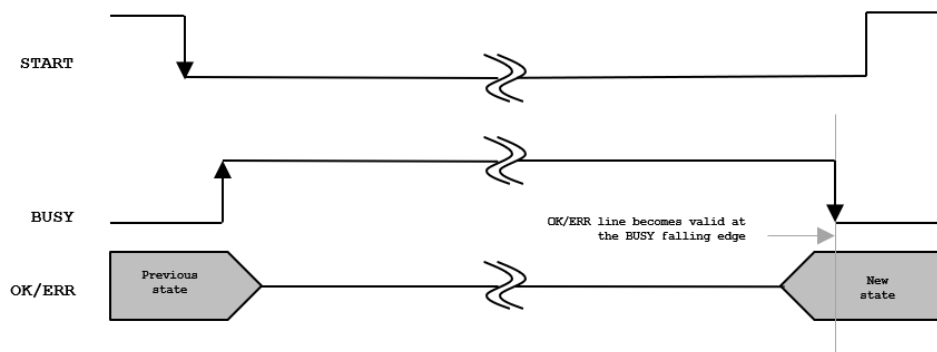 START
BUSY
OK/ERR line becomes valid at
the BUSY falling edge
OK/ERR
Previous
state
New
state